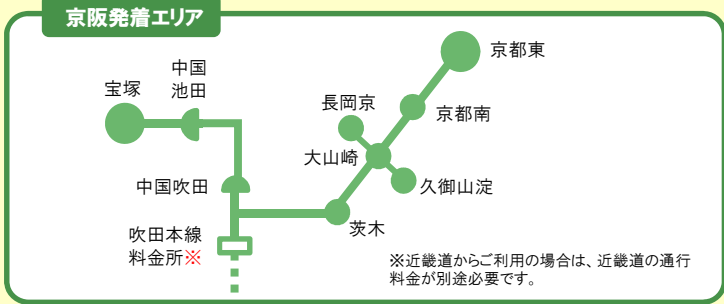 京阪発着エリア
京都東
中国
池田
宝塚
長岡京
京都南
大山崎
中国吹田
久御山淀
茨木
吹田本線
料金所※
※近畿道からご利用の場合は、近畿道の通行
料金が別途必要です。